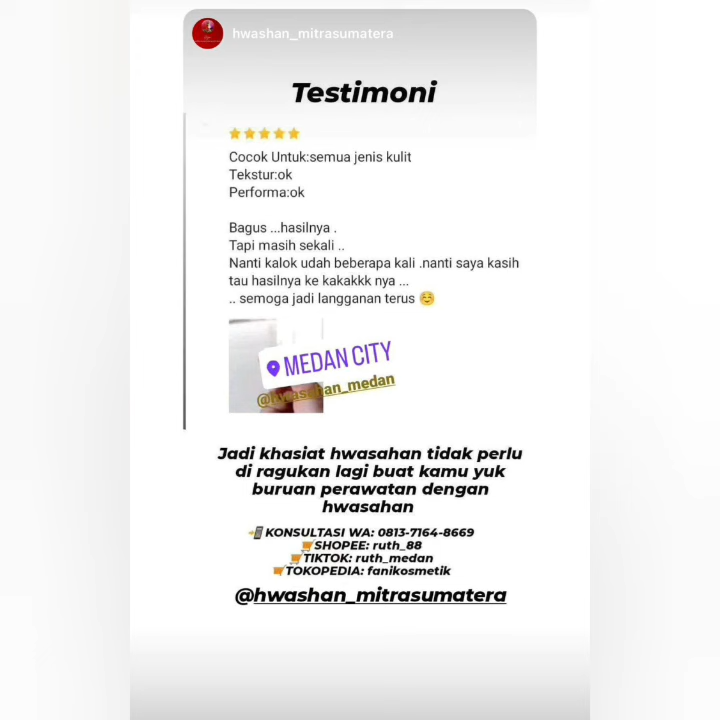 hwashan_mitrasumatera
Testimoni
⭐⭐⭐⭐⭐
Cocok Untuk:semua jenis kulit
Tekstur:ok
Performa:ok
Bagus ...hasilnya .
Tapi masih sekali ..
Nanti kalok udah beberapa kali .nanti saya kasih
tau hasilnya ke kakakkk nya ...
.. semoga jadi langganan terus ☺️
MEDAN CITY
@hwasahan_medan
Jadi khasiat hwasahan tidak perlu
di ragukan lagi buat kamu yuk
buruan perawatan dengan
hwasahan
📲 KONSULTASI WA: 0813-7164-8669
🛒SHOPEE: ruth_88
🛒TIKTOK: ruth_medan
🛒TOKOPEDIA: fanikosmetik
@hwashan_mitrasumatera